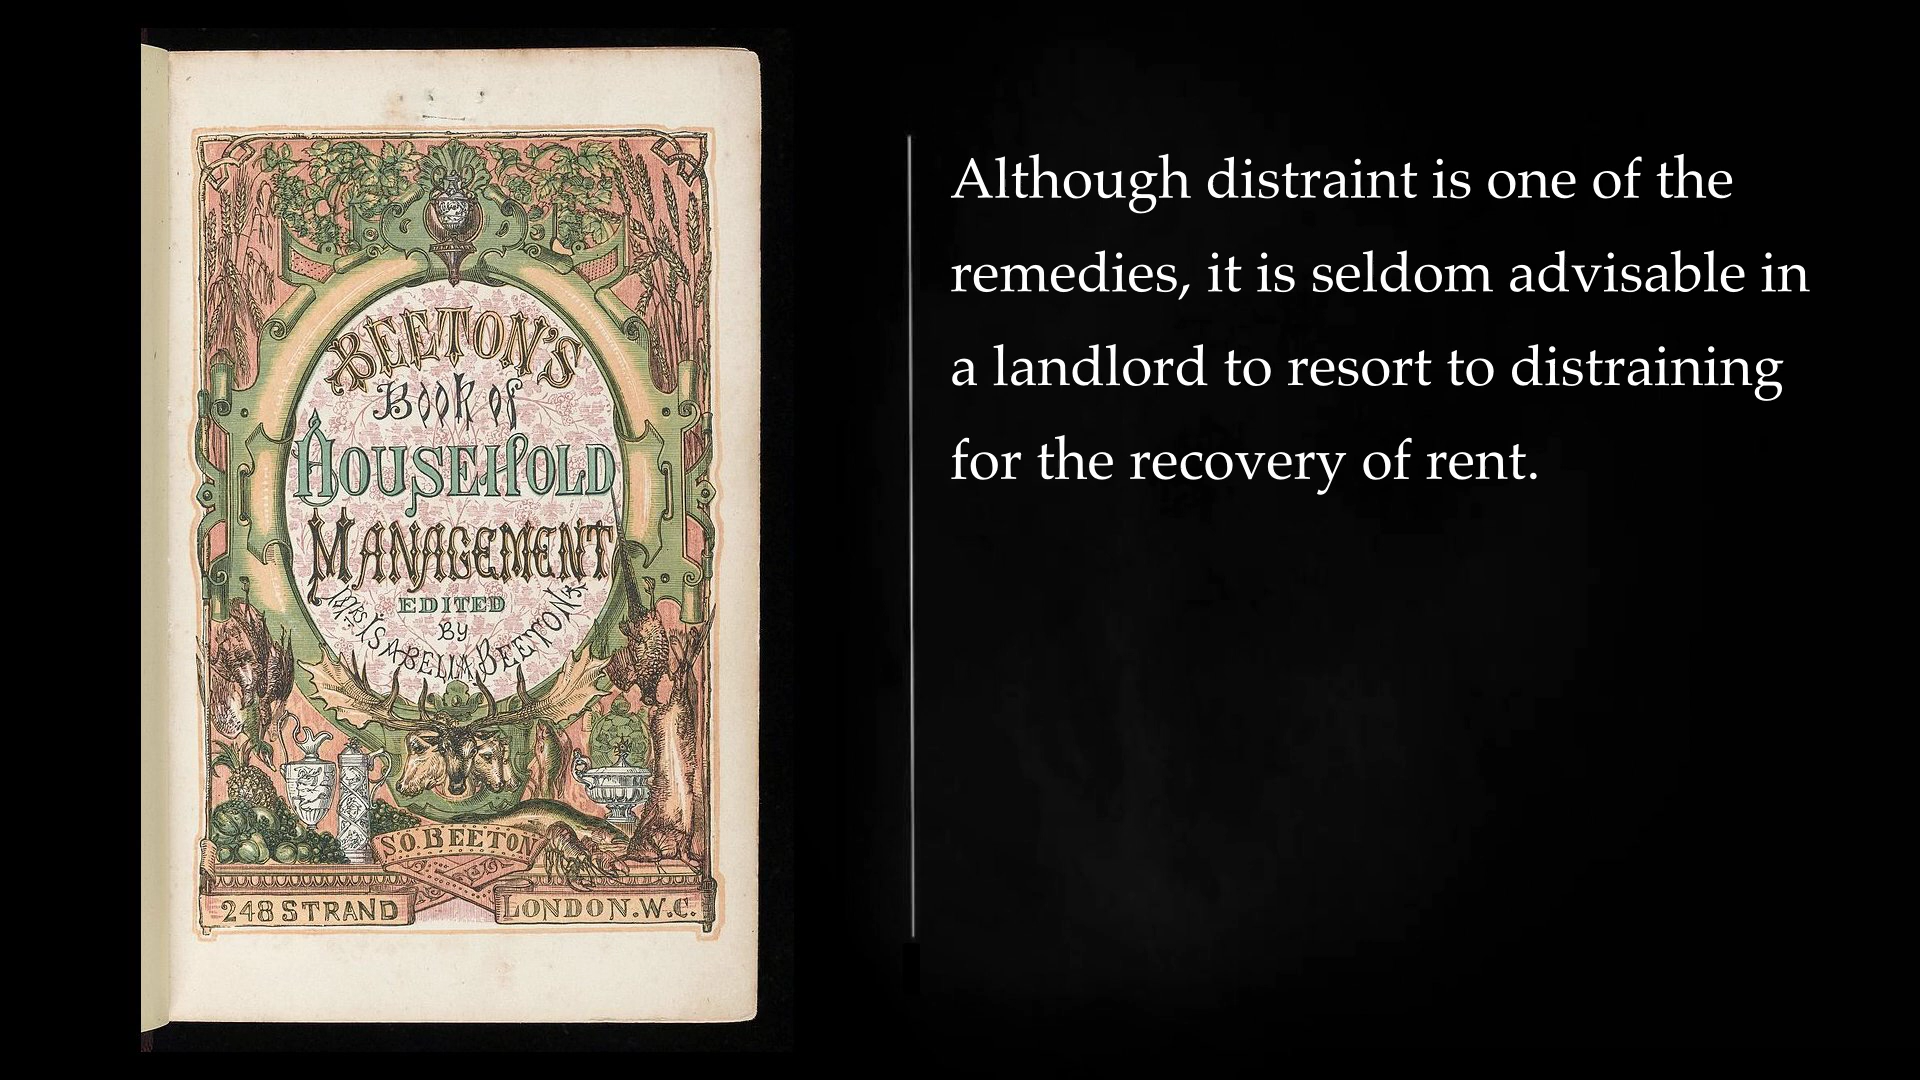 BEETON'S
Book of
HOUSEHOLD
MANAGEMENT
EDITED
BY
MRS ISABELLA BEETON
S.O. BEETON
248 STRAND
LONDON. W.C.
Although distraint is one of the
remedies, it is seldom advisable in
a landlord to resort to distraining
for the recovery of rent.